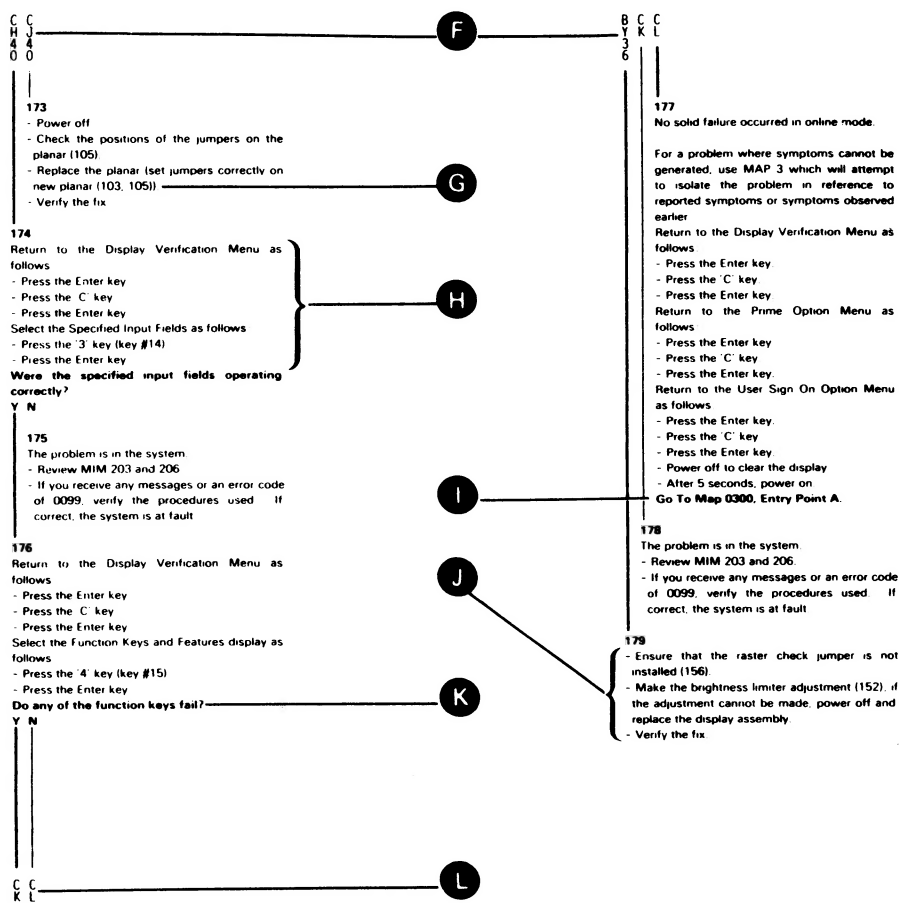 C C
H J
4 4
0 0
173
- Power off
- Check the positions of the jumpers on the
planar (105)
- Replace the planar (set jumpers correctly on
new planar (103, 105))
- Verify the fix
174
Return to the Display Verification Menu as
follows
- Press the Enter key
- Press the C' key
- Press the Enter key
Select the Specified Input Fields as follows
- Press the '3' key (key #14)
- Press the Enter key
Were the specified input fields operating
correctly?
Y N
175
The problem is in the system
- Review MIM 203 and 206
- If you receive any messages or an error code
of 0099, verify the procedures used If
correct, the system is at fault
176
Return to the Display Verification Menu as
follows
- Press the Enter key
- Press the C' key
- Press the Enter key
Select the Function Keys and Features display as
follows
- Press the '4' key (key #15)
- Press the Enter key
Do any of the function keys fail?
Y N
C C
K L
F
G
H
I
J
K
L
B C C
Y K L
3
6
177
No solid failure occurred in online mode.
For a problem where symptoms cannot be
generated, use MAP 3 which will attempt
to isolate the problem in reference to
reported symptoms or symptoms observed
earlier
Return to the Display Verification Menu as
follows
- Press the Enter key.
- Press the 'C' key.
- Press the Enter key.
Return to the Prime Option Menu as
follows
- Press the Enter key
- Press the 'C' key
- Press the Enter key.
Return to the User Sign On Option Menu
as follows
- Press the Enter key.
- Press the 'C' key
- Press the Enter key.
- Power off to clear the display
- After 5 seconds, power on
Go To Map 0300, Entry Point A.
178
The problem is in the system.
- Review MIM 203 and 206.
- If you receive any messages or an error code
of 0099, verify the procedures used If
correct, the system is at fault
179
- Ensure that the raster check jumper is not
installed (156).
- Make the brightness limiter adjustment (152), if
the adjustment cannot be made, power off and
replace the display assembly.
- Verify the fix.